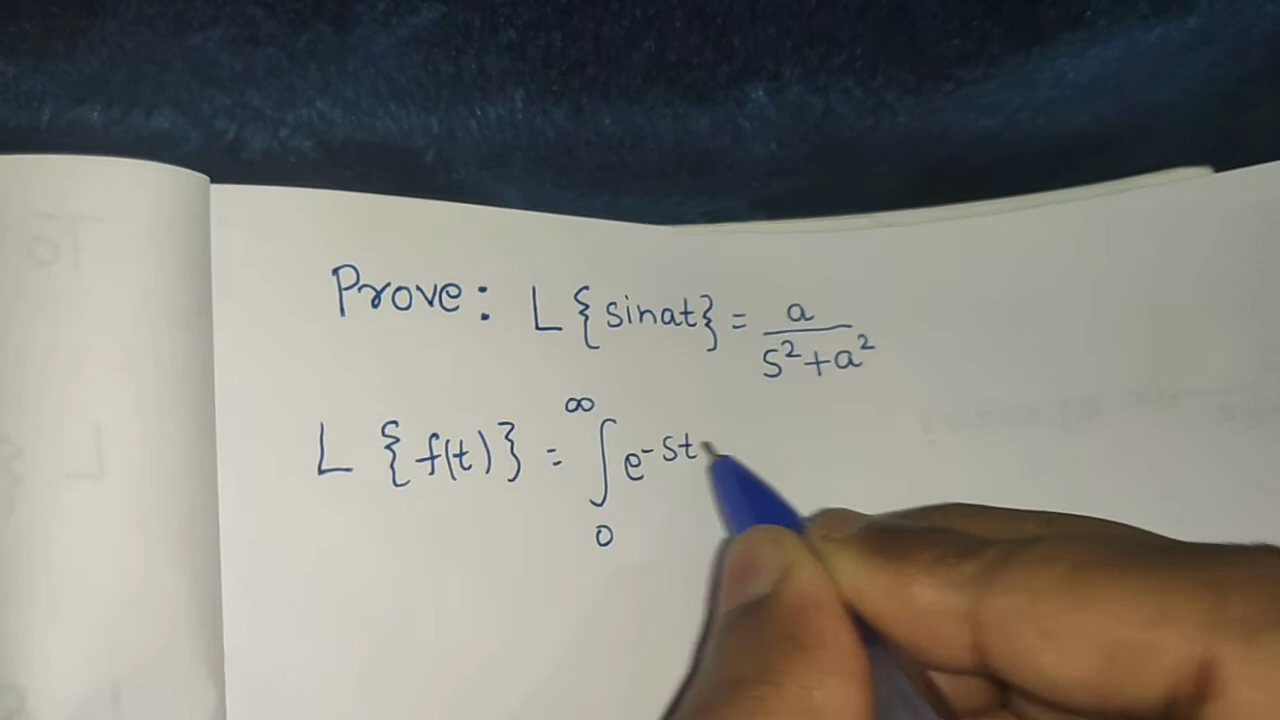 Prove: L{sinat} = a/(s²+a²)
L {f(t)} = ∫₀^∞ e^-st